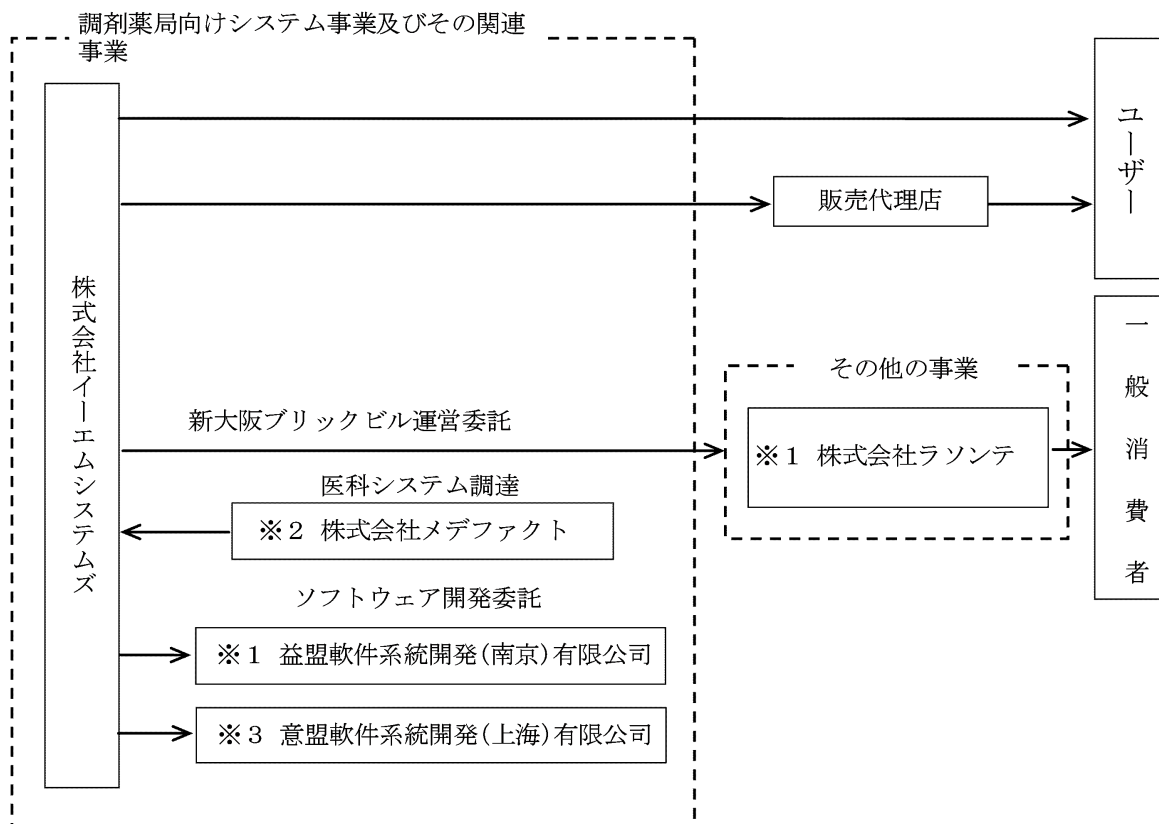 調剤薬局向けシステム事業及びその関連
事業
株式会社イーエムシステムズ
ユーザー
販売代理店
一般消費者
その他の事業
新大阪ブリックビル運営委託
※1 株式会社ラソンテ
医科システム調達
※2 株式会社メデファクト
ソフトウェア開発委託
※1 益盟軟件系統開発(南京)有限公司
※3 意盟軟件系統開発(上海)有限公司